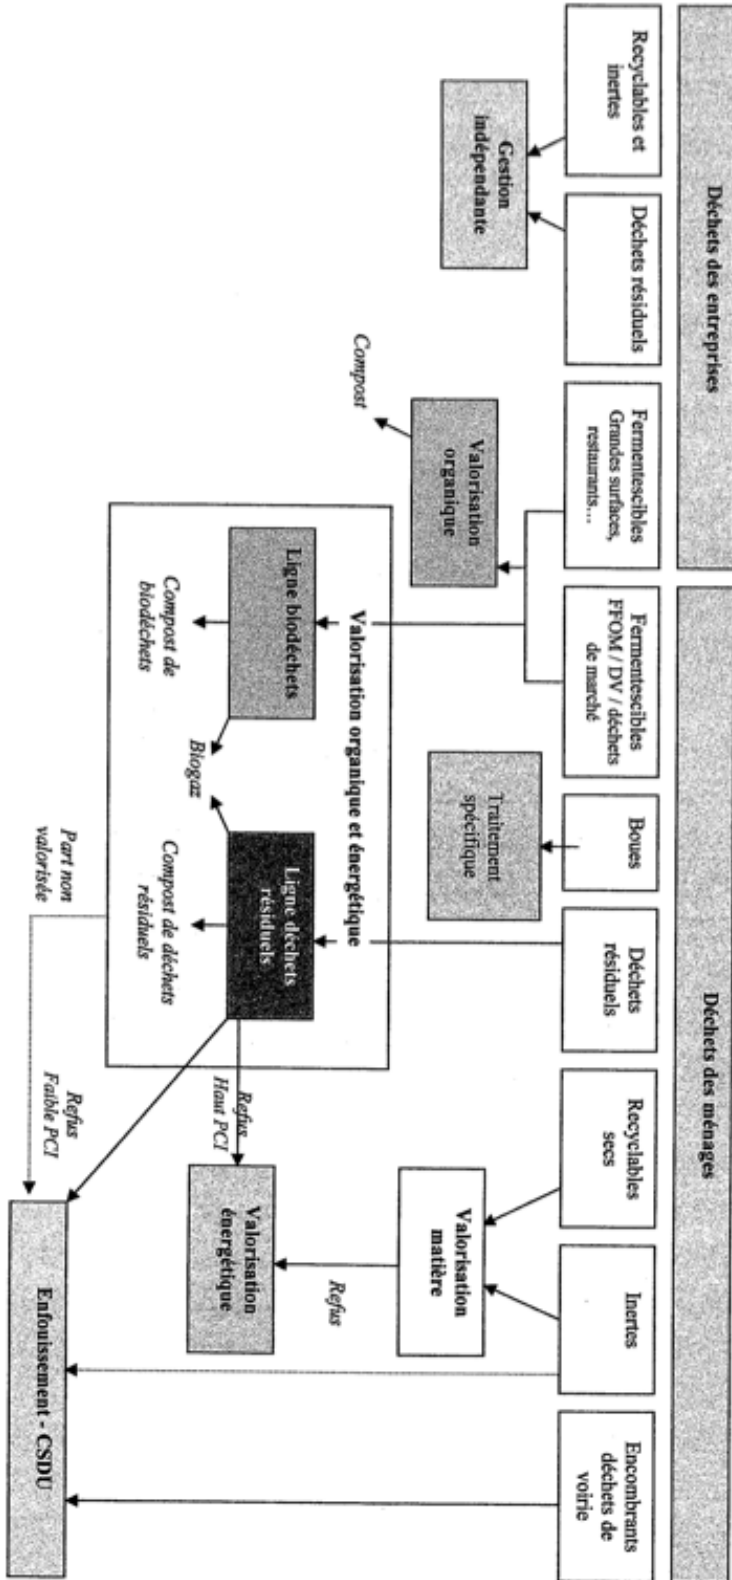 Déchets des entreprises
Déchets des ménages
Recyclables et
inertes
Déchets résiduels
Fermentescibles
Grandes surfaces,
restaurants...
Fermentescibles
FFOM / DV / déchets
de marché
Boues
Déchets
résiduels
Recyclables
secs
Inertes
Encombrants
déchets de
voirie
Gestion
indépendante
Valorisation
organique
Compost
Traitement
spécifique
Valorisation
matière
Refus
Valorisation organique et énergétique
Ligne biodéchets
Ligne déchets
résiduels
Compost de
biodéchets
Biogaz
Compost de déchets
résiduels
Refus
Haut PCI
Valorisation
énergétique
Part non
valorisée
Refus
Faible PCI
Enfouissement - CSDU